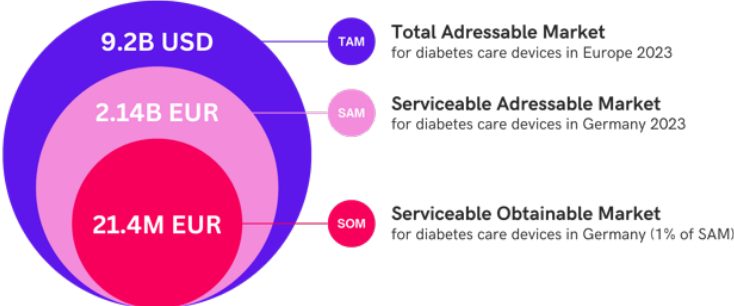 9.2B USD
TAM
Total Adressable Market
for diabetes care devices in Europe 2023
2.14B EUR
SAM
Serviceable Adressable Market
for diabetes care devices in Germany 2023
21.4M EUR
SOM
Serviceable Obtainable Market
for diabetes care devices in Germany (1% of SAM)